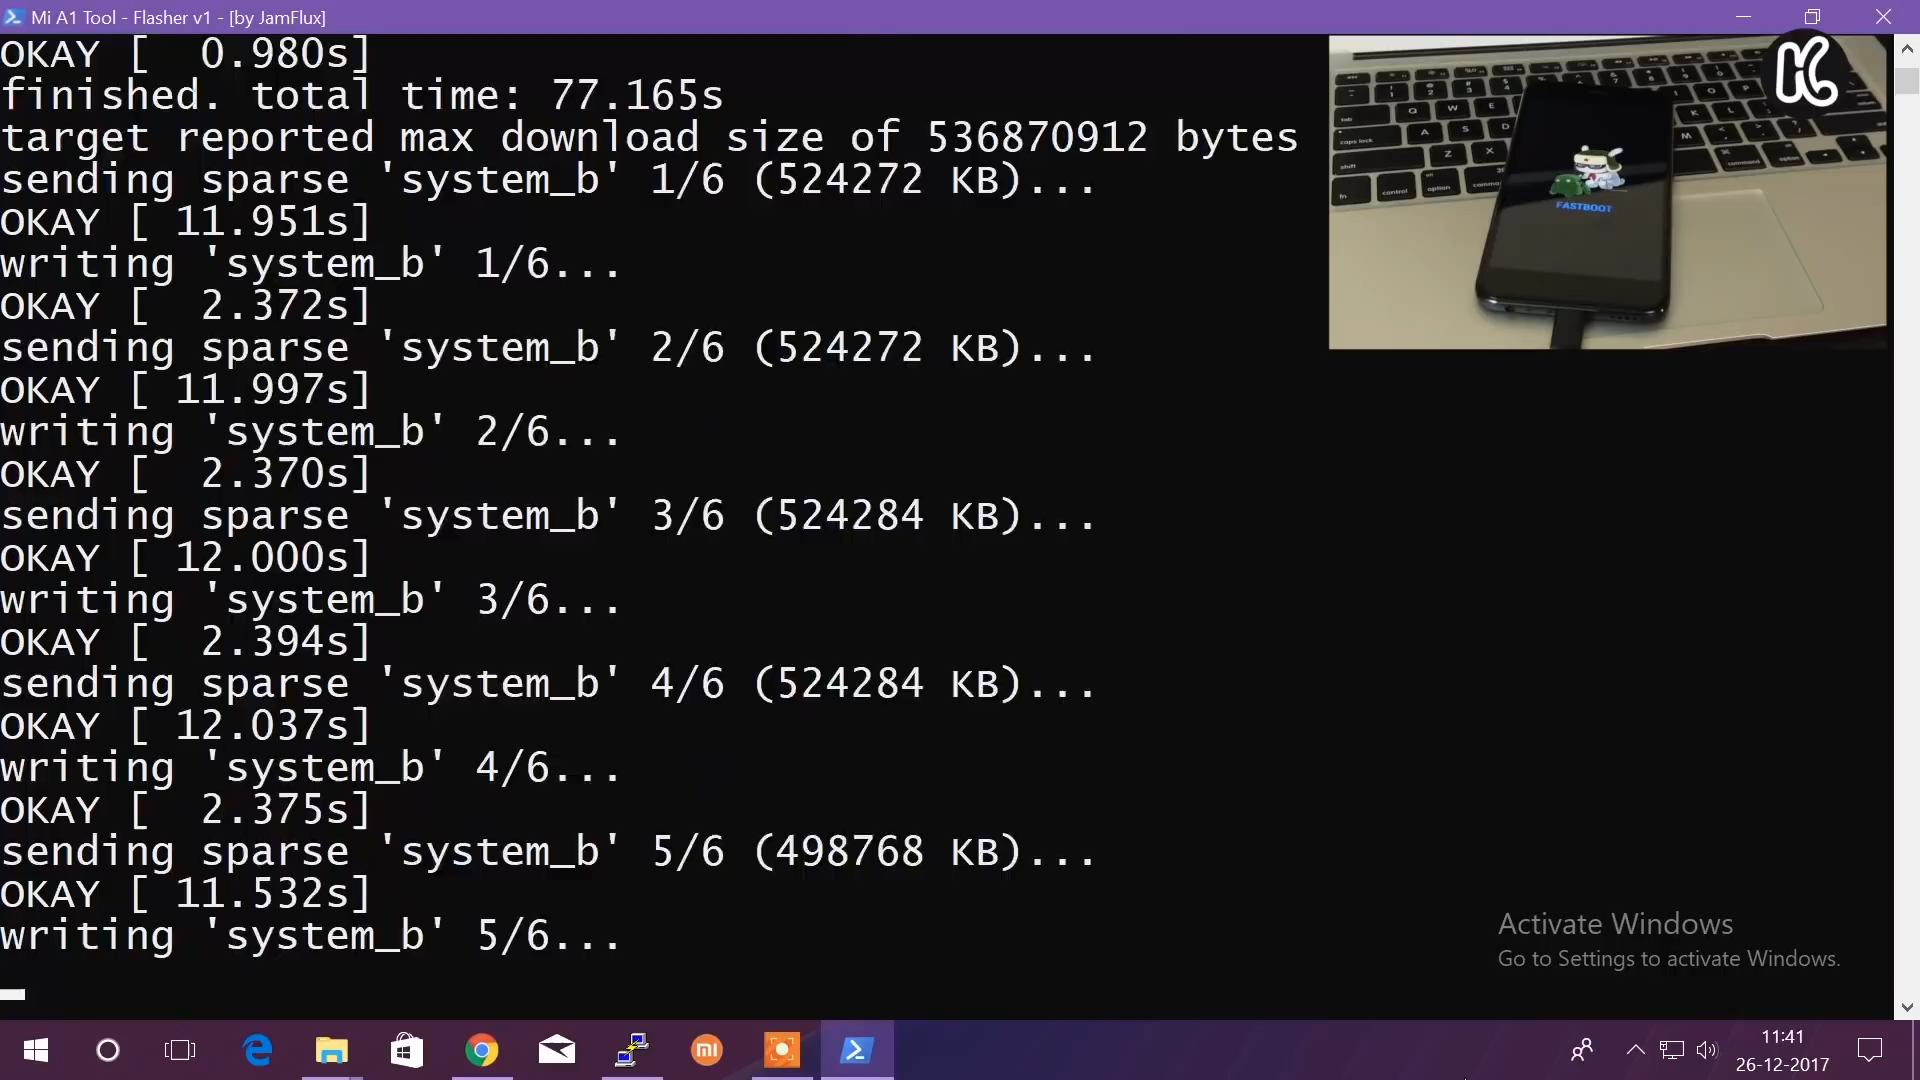 Mi A1 Tool - Flasher v1 - [by JamFlux]
OKAY [  0.980s]
finished. total time: 77.165s
target reported max download size of 536870912 bytes
sending sparse 'system_b' 1/6 (524272 KB)...
OKAY [ 11.951s]
writing 'system_b' 1/6...
OKAY [  2.372s]
sending sparse 'system_b' 2/6 (524272 KB)...
OKAY [ 11.997s]
writing 'system_b' 2/6...
OKAY [  2.370s]
sending sparse 'system_b' 3/6 (524284 KB)...
OKAY [ 12.000s]
writing 'system_b' 3/6...
OKAY [  2.394s]
sending sparse 'system_b' 4/6 (524284 KB)...
OKAY [ 12.037s]
writing 'system_b' 4/6...
OKAY [  2.375s]
sending sparse 'system_b' 5/6 (498768 KB)...
OKAY [ 11.532s]
writing 'system_b' 5/6...
FASTBOOT
Activate Windows
Go to Settings to activate Windows.
mi
11:41
26-12-2017